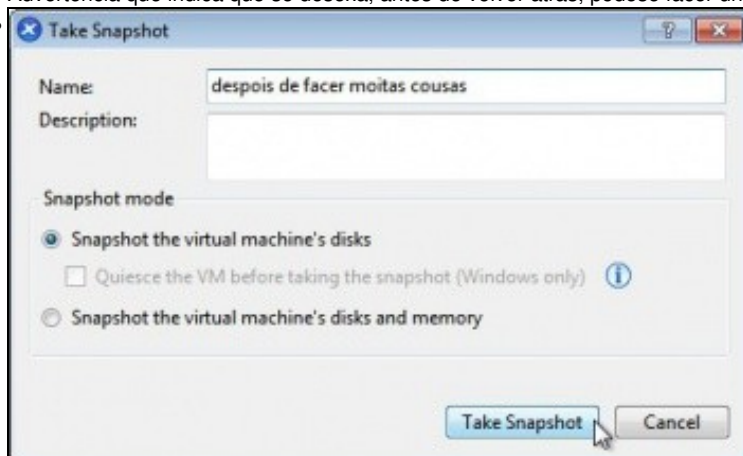 Take Snapshot
Name:
despois de facer moitas cousas
Description:
Snapshot mode
Snapshot the virtual machine's disks
Quiesce the VM before taking the snapshot (Windows only)
Snapshot the virtual machine's disks and memory
Take Snapshot
Cancel